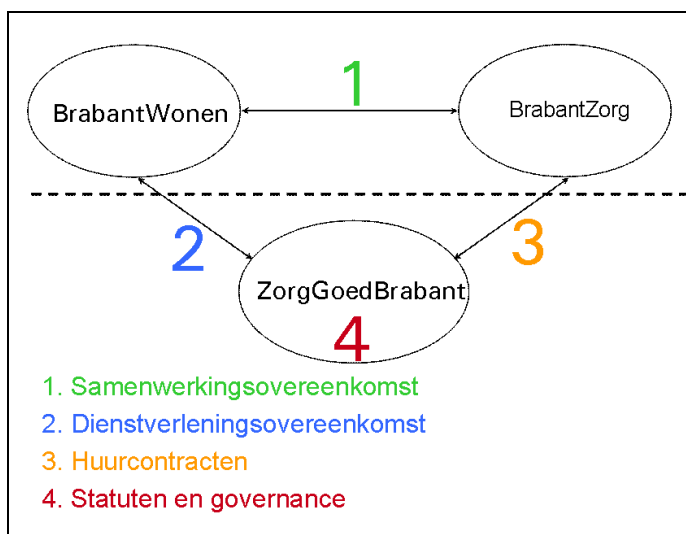 1
BrabantWonen
BrabantZorg
2
3
ZorgGoedBrabant
4
1. Samenwerkingsovereenkomst
2. Dienstverleningsovereenkomst
3. Huurcontracten
4. Statuten en governance